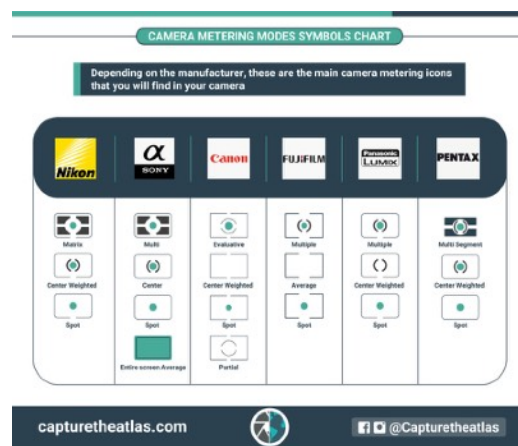 CAMERA METERING MODES SYMBOLS CHART
Depending on the manufacturer, these are the main camera metering icons
that you will find in your camera
Nikon
α
SONY
Canon
FUJIFILM
Panasonic
LUMIX
PENTAX
Matrix
Multi
Evaluative
Multiple
Multiple
Multi Segment
Center Weighted
Center
Center Weighted
Average
Center Weighted
Center Weighted
Spot
Spot
Spot
Spot
Spot
Spot
Entire screen Average
Partial
capturetheatlas.com
@Capturetheatlas